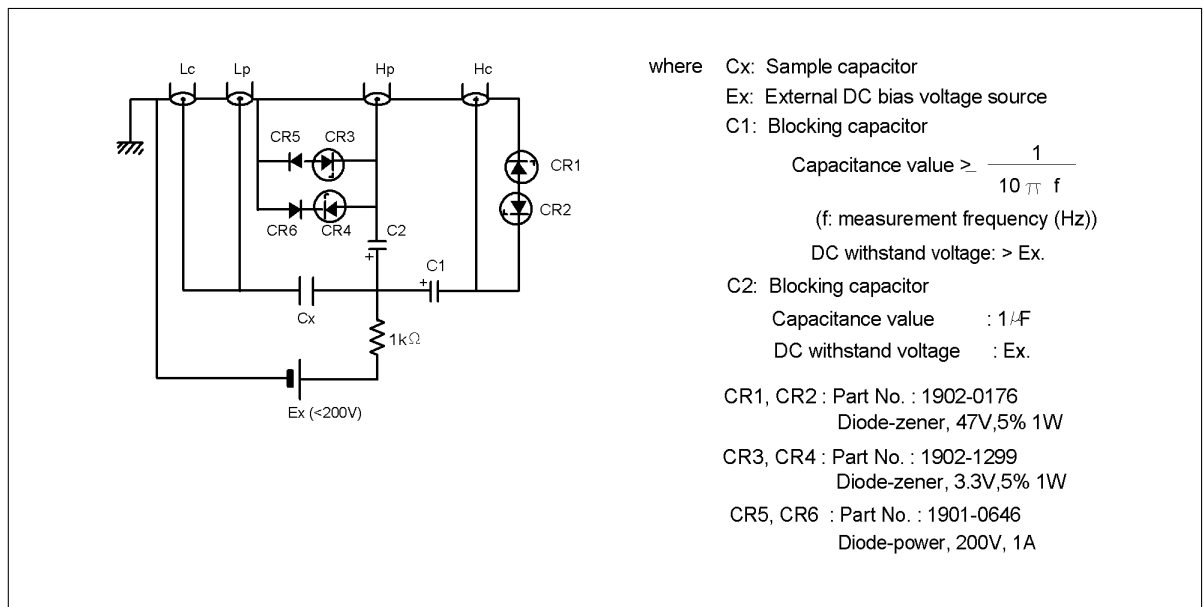 Lc Lp Hp Hc
CR5 CR3
CR1
CR2
CR6 CR4
C2
+
C1
+
Cx
1kΩ
Ex (<200V)
where Cx: Sample capacitor
Ex: External DC bias voltage source
C1: Blocking capacitor
Capacitance value ≥ 1
10 π f
(f: measurement frequency (Hz))
DC withstand voltage: > Ex.
C2: Blocking capacitor
Capacitance value : 1μF
DC withstand voltage : Ex.
CR1, CR2 : Part No. : 1902-0176
Diode-zener, 47V,5% 1W
CR3, CR4 : Part No. : 1902-1299
Diode-zener, 3.3V,5% 1W
CR5, CR6 : Part No. : 1901-0646
Diode-power, 200V, 1A